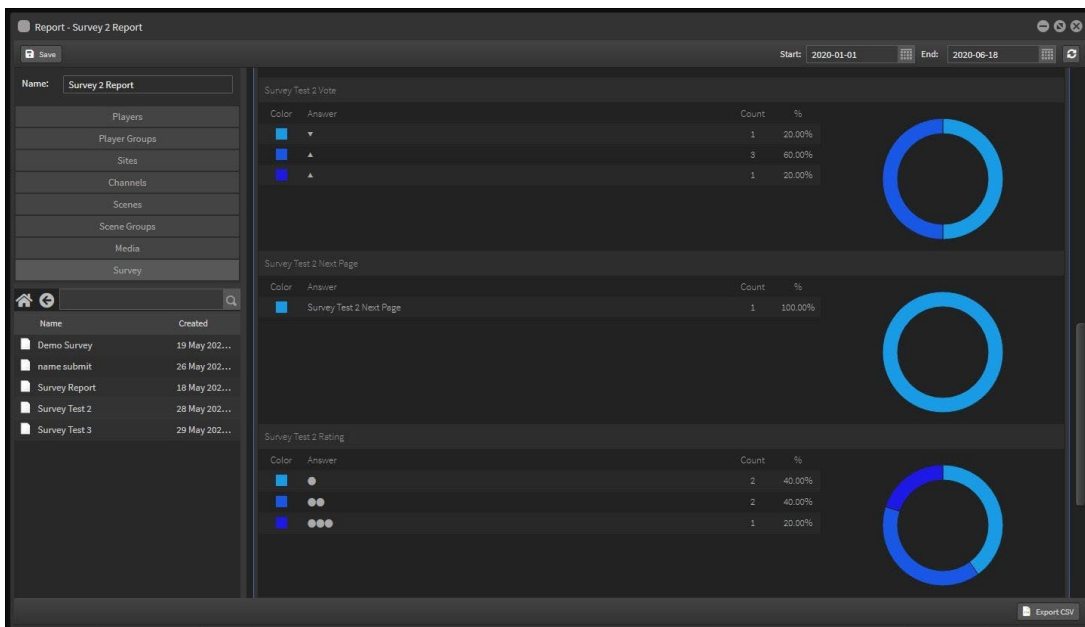 Report - Survey 2 Report
Save
Start: 2020-01-01 End: 2020-06-18
Name: Survey 2 Report
Players
Player Groups
Sites
Channels
Scenes
Scene Groups
Media
Survey
Name Created
Demo Survey 19 May 202...
name submit 26 May 202...
Survey Report 18 May 202...
Survey Test 2 28 May 202...
Survey Test 3 29 May 202...
Survey Test 2 Vote
Color Answer Count %
▼ 1 20.00%
▲ 3 60.00%
▲ 1 20.00%
Survey Test 2 Next Page
Color Answer Count %
Survey Test 2 Next Page 1 100.00%
Survey Test 2 Rating
Color Answer Count %
● 2 40.00%
●● 2 40.00%
●●● 1 20.00%
Export CSV